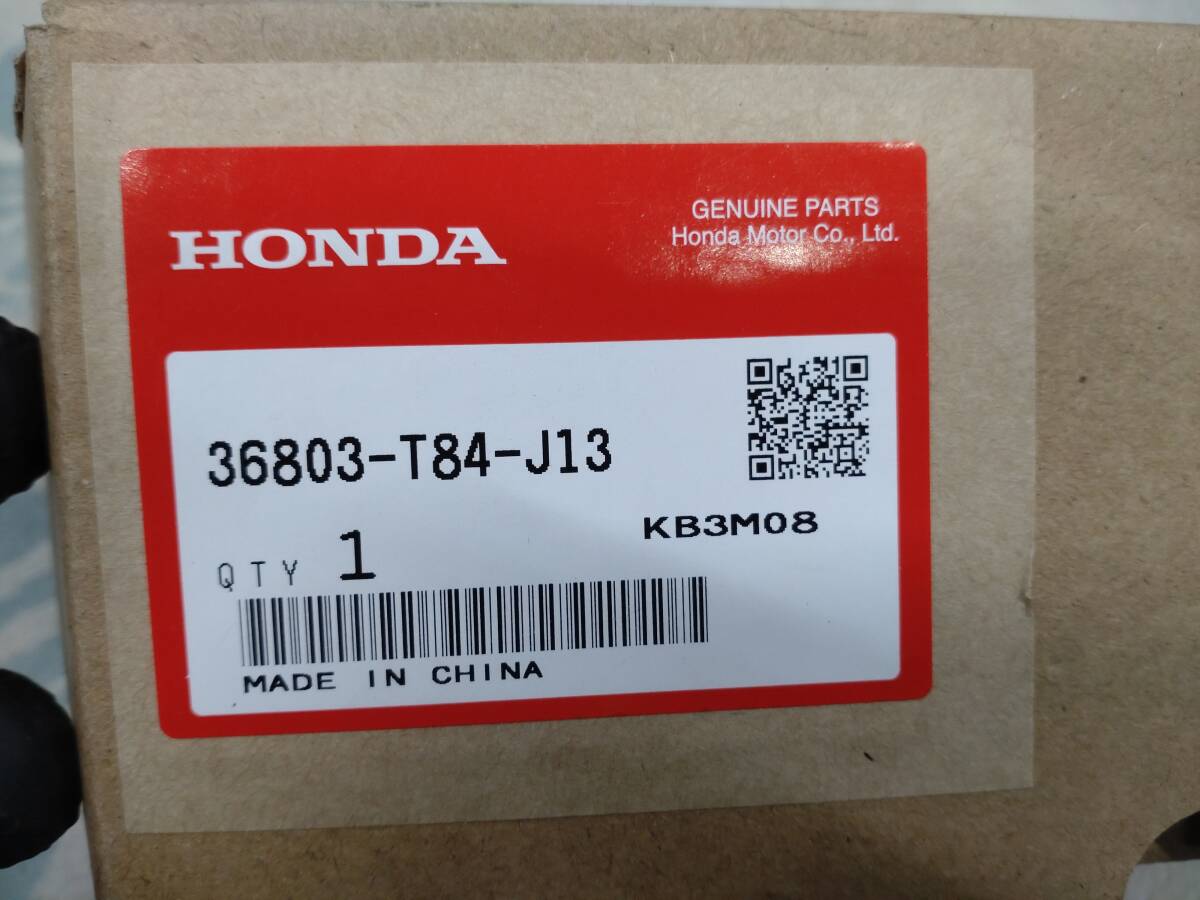 HONDA
GENUINE PARTS
Honda Motor Co., Ltd.
36803-T84-J13
KB3M08
QTY 1
MADE IN CHINA